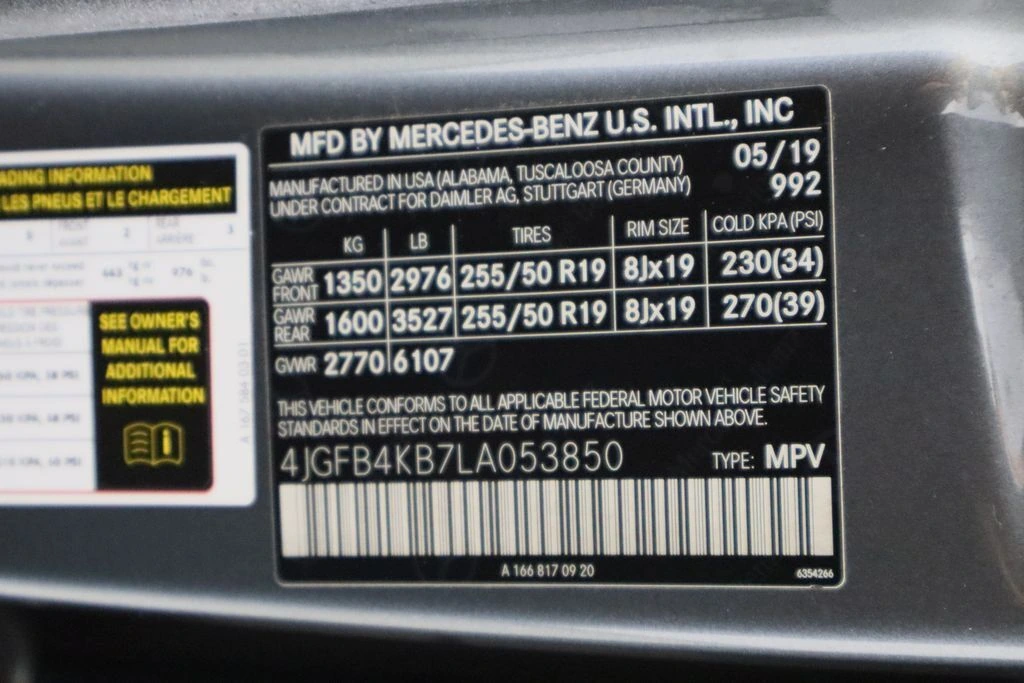 ADING INFORMATION
LES PNEUS ET LE CHARGEMENT
SEE OWNER'S
MANUAL FOR
ADDITIONAL
INFORMATION
A 167 584 03 01
MFD BY MERCEDES-BENZ U.S. INTL., INC
MANUFACTURED IN USA (ALABAMA, TUSCALOOSA COUNTY) 05/19
UNDER CONTRACT FOR DAIMLER AG, STUTTGART (GERMANY) 992
KG LB TIRES RIM SIZE COLD KPA (PSI)
GAWR FRONT 1350 2976 255/50 R19 8Jx19 230(34)
GAWR REAR 1600 3527 255/50 R19 8Jx19 270(39)
GVWR 2770 6107
THIS VEHICLE CONFORMS TO ALL APPLICABLE FEDERAL MOTOR VEHICLE SAFETY
STANDARDS IN EFFECT ON THE DATE OF MANUFACTURE SHOWN ABOVE.
4JGFB4KB7LA053850 TYPE: MPV
A 166 817 09 20
6354266